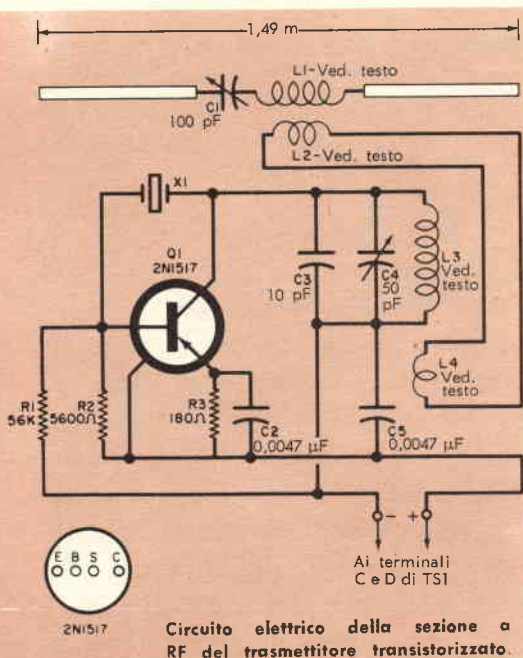 1,49 m
L1-Ved. testo
C1
100 pF
L2-Ved. testo
X1
Q1
2N1517
C3
10 pF
C4
50
pF
L3
Ved.
testo
L4
Ved.
testo
R1
56K
R2
5600Ω
R3
180Ω
C2
0,0047 µF
C5
0,0047 µF
- +
Ai terminali
C e D di TS1
E B S C
2N1517
Circuito elettrico della sezione a
RF del trasmettitore transistorizzato.